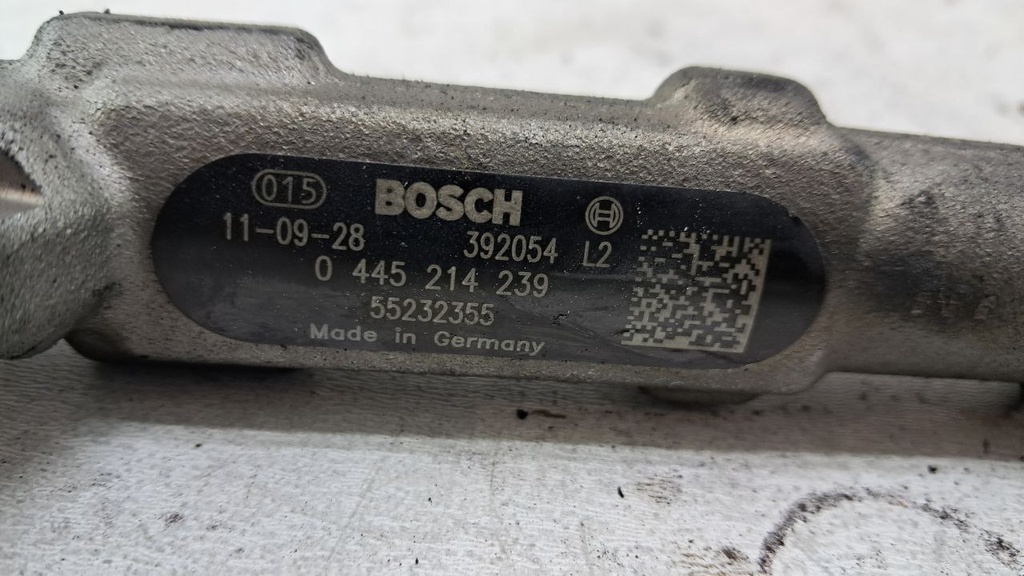 015 BOSCH
11-09-28 392054 L2
0 445 214 239
55232355
Made in Germany